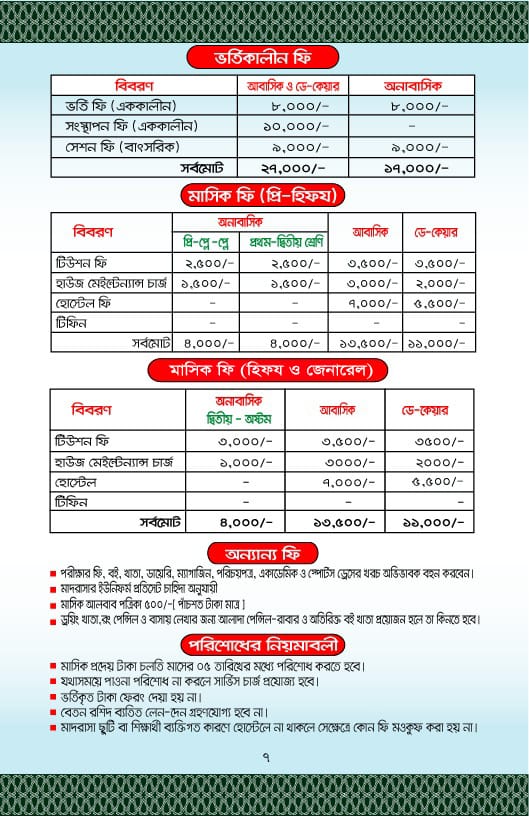 ভর্তিকালীন ফি
বিবরণ আবাসিক ও ডে-কেয়ার অনাবাসিক
ভর্তি ফি (এককালীন) ৮,০০০/- ৮,০০০/-
সংস্থাপন ফি (এককালীন) ১০,০০০/- -
সেশন ফি (বাৎসরিক) ৯,০০০/- ৯,০০০/-
সর্বমোট ২৭,০০০/- ১৭,০০০/-
মাসিক ফি (প্রি-হিফয)
বিবরণ অনাবাসিক আবাসিক ডে-কেয়ার
প্রি-প্লে -প্লে প্রথম-দ্বিতীয় শ্রেণি
টিউশন ফি ২,৫০০/- ২,৫০০/- ৩,৫০০/- ৩,৫০০/-
হাউজ মেইন্টেন্যান্স চার্জ ১,৫০০/- ১,৫০০/- ৩,০০০/- ২,০০০/-
হোস্টেল ফি - - ৭,০০০/- ৫,৫০০/-
টিফিন - - - -
সর্বমোট ৪,০০০/- ৪,০০০/- ১৩,৫০০/- ১১,০০০/-
মাসিক ফি (হিফয ও জেনারেল)
বিবরণ অনাবাসিক আবাসিক ডে-কেয়ার
দ্বিতীয় - অষ্টম
টিউশন ফি ৩,০০০/- ৩,৫০০/- ৩৫০০/-
হাউজ মেইন্টেন্যান্স চার্জ ১,০০০/- ৩০০০/- ২০০০/-
হোস্টেল - ৭,০০০/- ৫,৫০০/-
টিফিন - - -
সর্বমোট ৪,০০০/- ১৩,৫০০/- ১১,০০০/-
অন্যান্য ফি
পরীক্ষার ফি, বই, খাতা, ডায়েরি, ম্যাগাজিন, পরিচয়পত্র, একাডেমিক ও স্পোর্টস ড্রেসের খরচ অভিভাবক বহন করবেন।
মাদরাসার ইউনিফর্ম প্রতিসেট চাহিদা অনুযায়ী
মাসিক আলবাব পত্রিকা ৫০০/-[ পাঁচশত টাকা মাত্র ]
ড্রয়িং খাতা,রং পেন্সিল ও বাসায় লেখার জন্য আলাদা পেন্সিল-রাবার ও অতিরিক্ত বই খাতা প্রয়োজন হলে তা কিনতে হবে।
পরিশোধের নিয়মাবলী
মাসিক প্রদেয় টাকা চলতি মাসের ০৫ তারিখের মধ্যে পরিশোধ করতে হবে।
যথাসময়ে পাওনা পরিশোধ না করলে সার্ভিস চার্জ প্রযোজ্য হবে।
ভর্তিকৃত টাকা ফেরৎ দেয়া হয় না।
বেতন রশিদ ব্যতিত লেন-দেন গ্রহণযোগ্য হবে না।
মাদরাসা ছুটি বা শিক্ষার্থী ব্যক্তিগত কারণে হোস্টেলে না থাকলে সেক্ষেত্রে কোন ফি মওকুফ করা হয় না।
৭